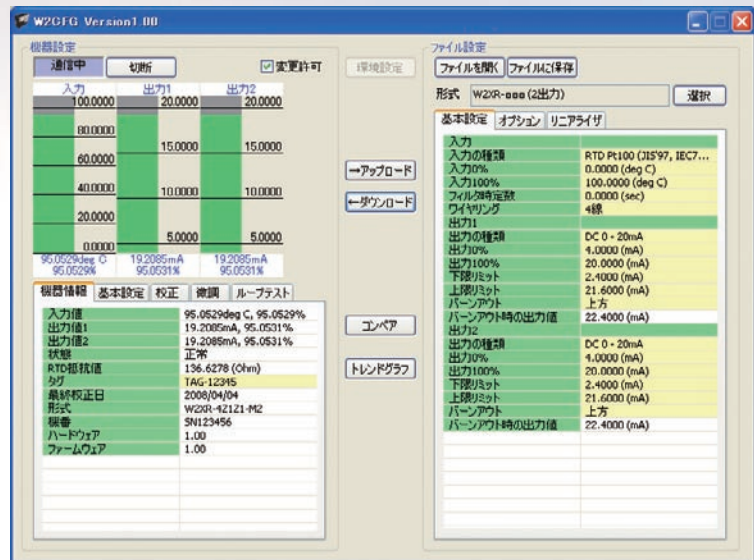 W2CFG Version1.00
機器設定
通信中 切断 変更許可
入力 出力1 出力2
100.0000 20.0000 20.0000
80.0000
15.0000 15.0000
60.0000
40.0000 10.0000 10.0000
20.0000
5.0000 5.0000
0.0000
95.0529deg C 19.2085mA 19.2085mA
95.0529% 95.0531% 95.0531%
機器情報 基本設定 校正 微調 ループテスト
入力値 95.0529deg C, 95.0529%
出力値1 19.2085mA, 95.0531%
出力値2 19.2085mA, 95.0531%
状態 正常
RTD抵抗値 136.6278 (Ohm)
タグ TAG-12345
最終校正日 2008/04/04
形式 W2XR-4Z1Z1-M2
機番 SN123456
ハードウェア 1.00
ファームウェア 1.00
環境設定
→アップロード
←ダウンロード
コンペア
トレンドグラフ
ファイル設定
ファイルを開く ファイルに保存
形式 W2XR-□□□ (2出力) 選択
基本設定 オプション リニアライザ
入力
入力の種類 RTD Pt100 (JIS'97, IEC7...
入力0% 0.0000 (deg C)
入力100% 100.0000 (deg C)
フィルタ時定数 0.0000 (sec)
ワイヤリング 4線
出力1
出力の種類 DC 0 - 20mA
出力0% 4.0000 (mA)
出力100% 20.0000 (mA)
下限リミット 2.4000 (mA)
上限リミット 21.6000 (mA)
バーンアウト 上方
バーンアウト時の出力値 22.4000 (mA)
出力2
出力の種類 DC 0 - 20mA
出力0% 4.0000 (mA)
出力100% 20.0000 (mA)
下限リミット 2.4000 (mA)
上限リミット 21.6000 (mA)
バーンアウト 上方
バーンアウト時の出力値 22.4000 (mA)